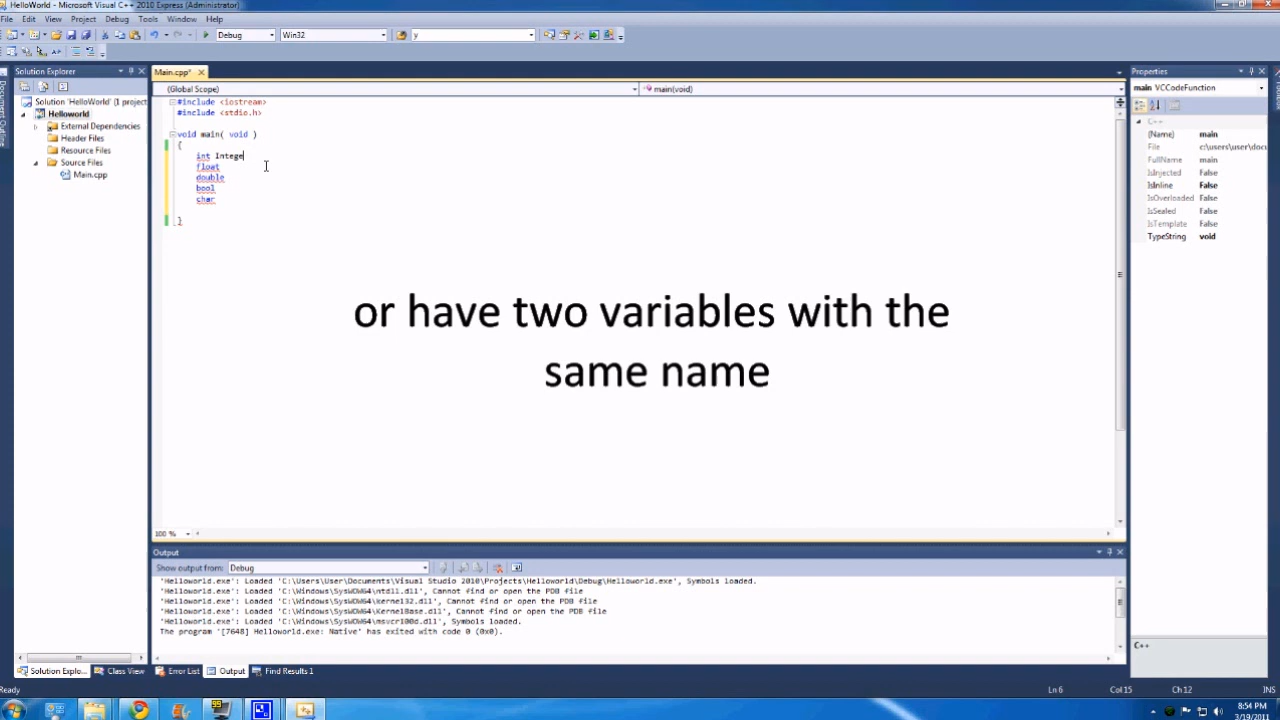 HelloWorld - Microsoft Visual C++ 2010 Express (Administrator)
File Edit View Project Debug Tools Window Help
Debug Win32 y
Solution Explorer
Main.cpp*
Properties
(Global Scope) main(void)
main VCCodeFunction
Document Outline
Solution 'HelloWorld' (1 project
Helloworld
External Dependencies
Header Files
Resource Files
Source Files
Main.cpp
#include <iostream>
#include <stdio.h>
void main( void )
{
int Intege
float
double
bool
char
}
C++
(Name) main
File c:\users\user\docu
FullName main
IsInjected False
IsInline False
IsOverloaded False
IsSealed False
IsTemplate False
TypeString void
or have two variables with the
same name
100 %
Output
Show output from: Debug
'Helloworld.exe': Loaded 'C:\Users\User\Documents\Visual Studio 2010\Projects\Helloworld\Debug\Helloworld.exe', Symbols loaded.
'Helloworld.exe': Loaded 'C:\Windows\SysWOW64\ntdll.dll', Cannot find or open the PDB file
'Helloworld.exe': Loaded 'C:\Windows\SysWOW64\kernel32.dll', Cannot find or open the PDB file
'Helloworld.exe': Loaded 'C:\Windows\SysWOW64\KernelBase.dll', Cannot find or open the PDB file
'Helloworld.exe': Loaded 'C:\Windows\SysWOW64\msvcr100d.dll', Symbols loaded.
The program '[7648] Helloworld.exe: Native' has exited with code 0 (0x0).
C++
Solution Explo... Class View Error List Output Find Results 1
Ready Ln 6 Col 15 Ch 12 INS
8:54 PM
3/19/2011